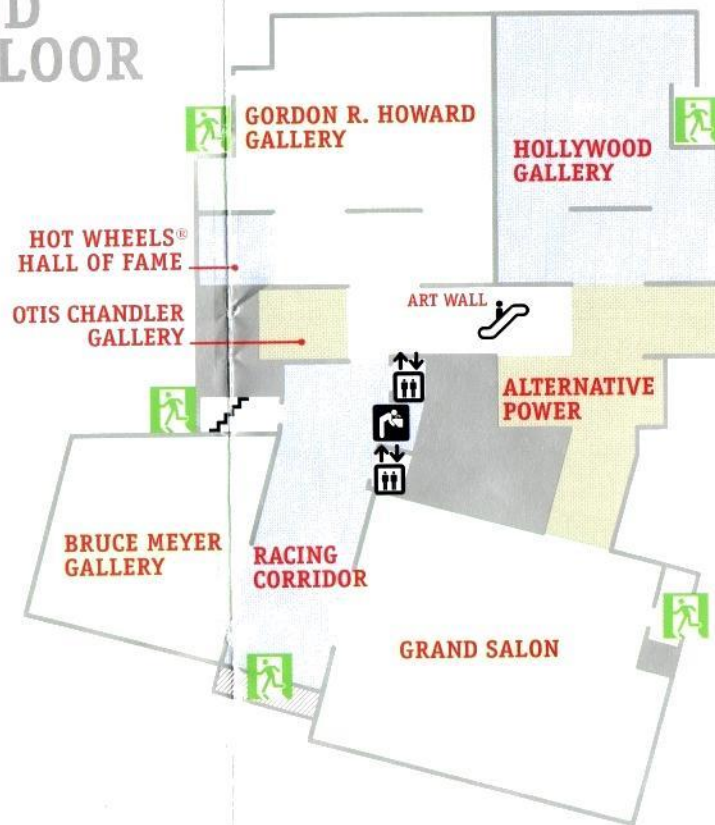 D
LOOR
GORDON R. HOWARD
GALLERY
HOLLYWOOD
GALLERY
HOT WHEELS®
HALL OF FAME
OTIS CHANDLER
GALLERY
ART WALL
ALTERNATIVE
POWER
BRUCE MEYER
GALLERY
RACING
CORRIDOR
GRAND SALON